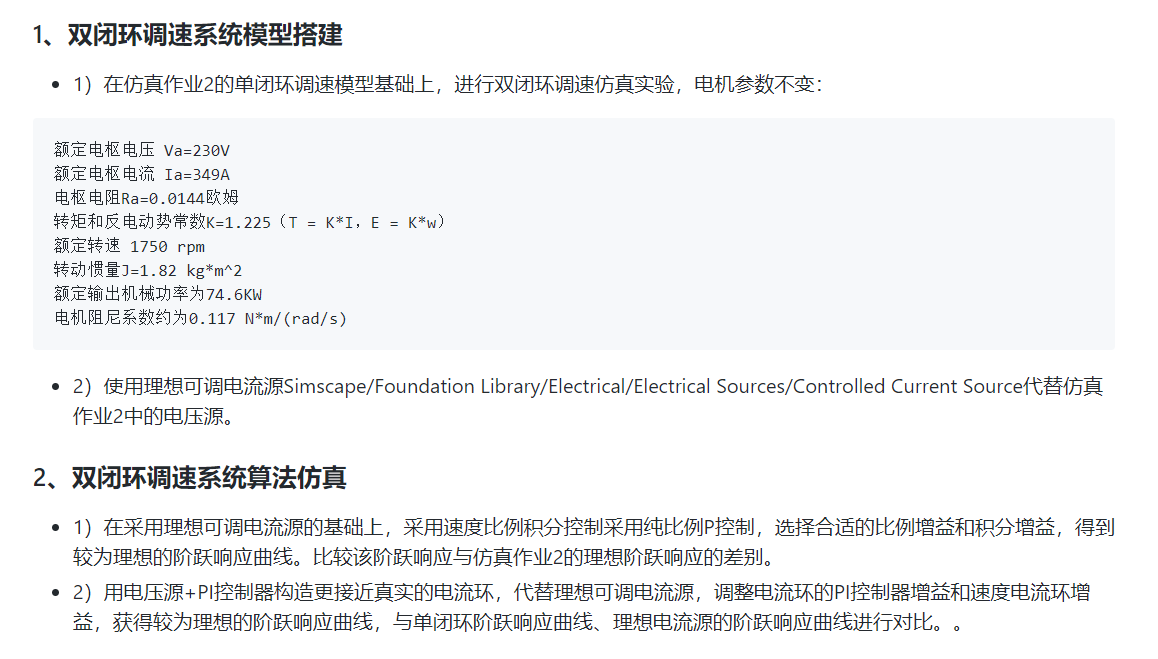 1、双闭环调速系统模型搭建
1）在仿真作业2的单闭环调速模型基础上，进行双闭环调速仿真实验，电机参数不变：
额定电枢电压 Va=230V
额定电枢电流 Ia=349A
电枢电阻Ra=0.0144欧姆
转矩和反电动势常数K=1.225（T = K*I，E = K*w）
额定转速 1750 rpm
转动惯量J=1.82 kg*m^2
额定输出机械功率为74.6KW
电机阻尼系数约为0.117 N*m/(rad/s)
2）使用理想可调电流源Simscape/Foundation Library/Electrical/Electrical Sources/Controlled Current Source代替仿真
作业2中的电压源。
2、双闭环调速系统算法仿真
1）在采用理想可调电流源的基础上，采用速度比例积分控制采用纯比例P控制，选择合适的比例增益和积分增益，得到
较为理想的阶跃响应曲线。比较该阶跃响应与仿真作业2的理想阶跃响应的差别。
2）用电压源+PI控制器构造更接近真实的电流环，代替理想可调电流源，调整电流环的PI控制器增益和速度电流环增
益，获得较为理想的阶跃响应曲线，与单闭环阶跃响应曲线、理想电流源的阶跃响应曲线进行对比。。